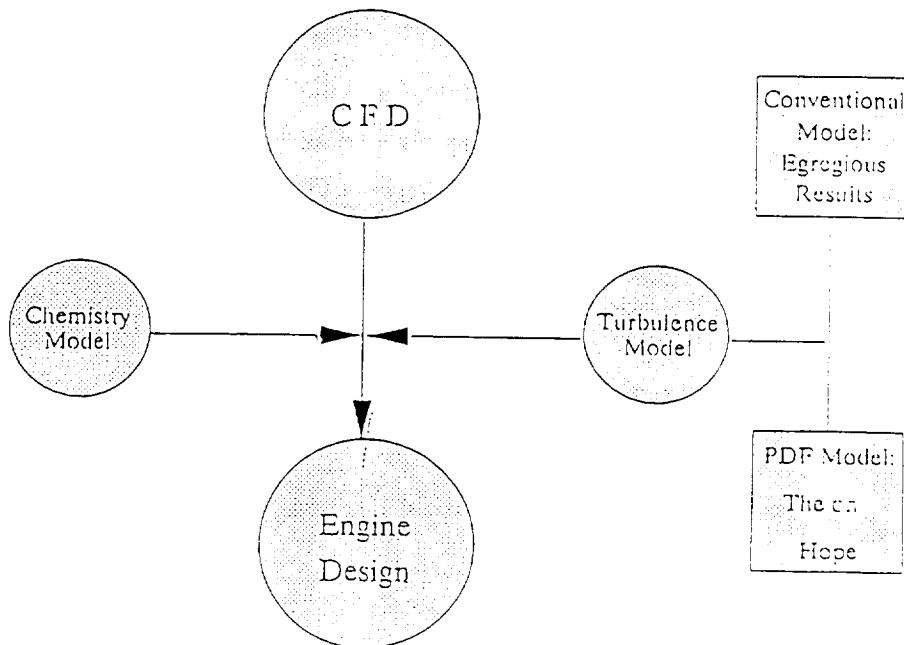 CFD
Conventional
Model:
Egregious
Results
Chemistry
Model
Turbulence
Model
PDF Model:
The
Hope
Engine
Design